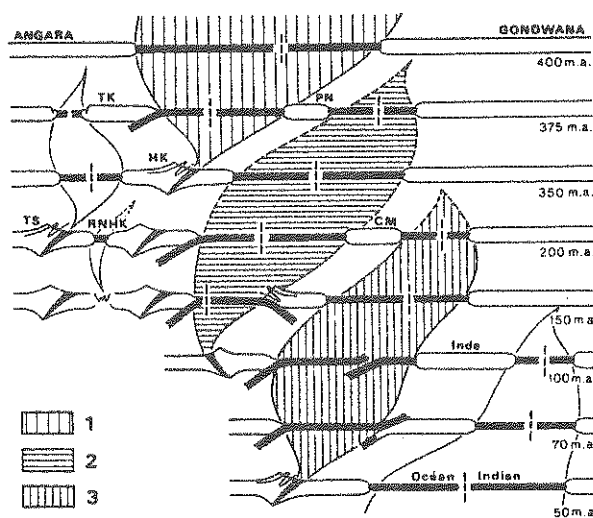 ANGARA GONDWANA
400 m.a.
TK PN
375 m.a.
HK
350 m.a.
TS RNHK CM
200 m.a.
150 m.a.
Inde
100 m.a.
1
70 m.a.
2
Océan Indian
3
50 m.a.